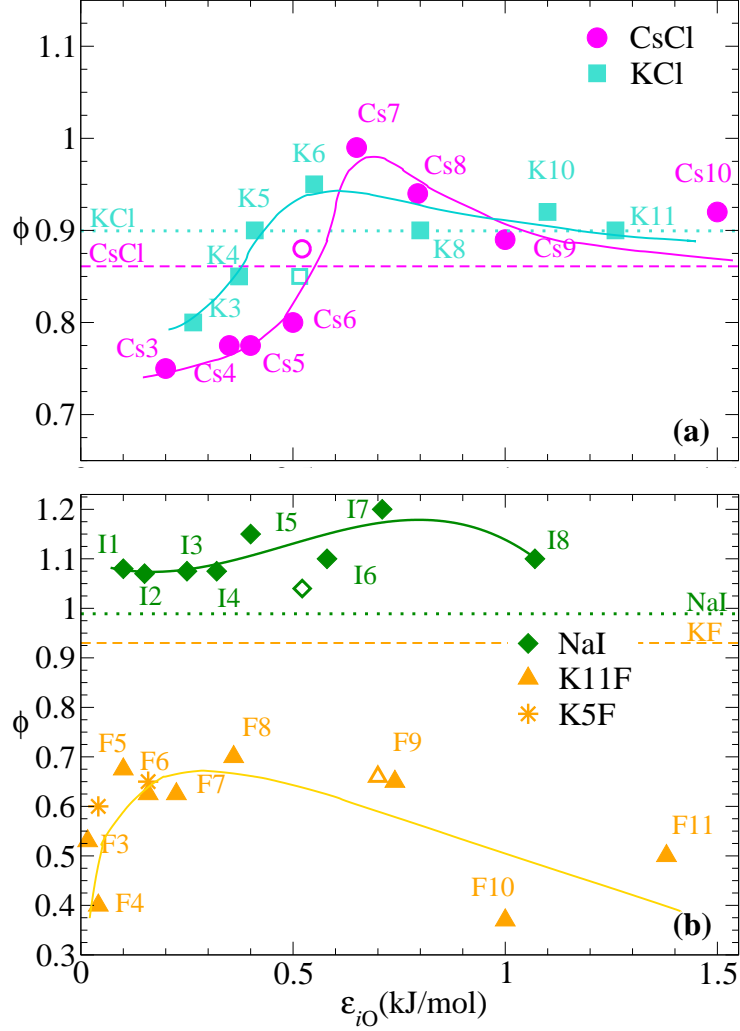 1.1
CsCl
KCl
Cs7
K6
Cs8
K10
Cs10
1
K5
KCl
K11
ϕ
0.9
K4
K8
Cs9
CsCl
K3
0.8
Cs3
Cs6
Cs4
Cs5
0.7
(a)
1.2
I7
I1
I3
I5
I8
1.1
I2
I4
I6
1
NaI
KF
0.9
NaI
K11F
0.8
K5F
ϕ
F5
F6
F8
F9
0.7
F7
0.6
F3
F11
0.5
F4
F10
0.4
(b)
0.3
0
0.5
1
1.5
ε_iO(kJ/mol)